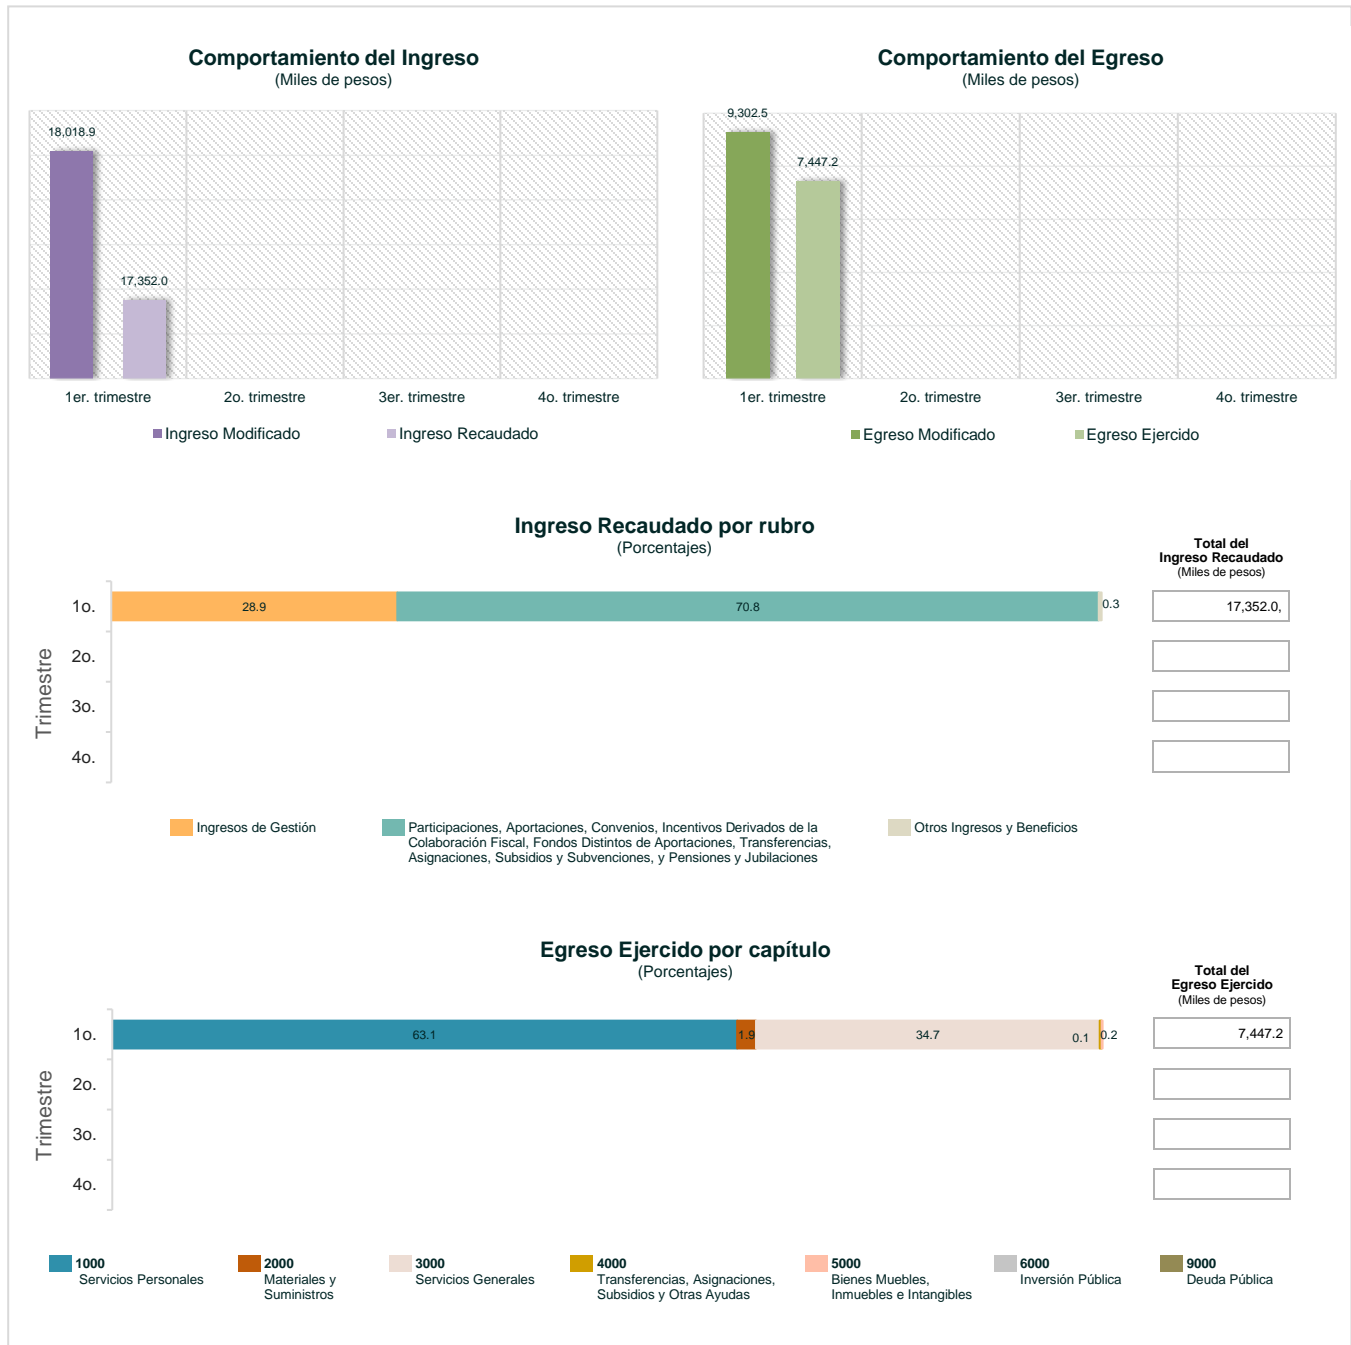 Comportamiento del Ingreso
(Miles de pesos)
18,018.9
17,352.0
1er. trimestre
2o. trimestre
3er. trimestre
4o. trimestre
Ingreso Modificado
Ingreso Recaudado
Comportamiento del Egreso
(Miles de pesos)
9,302.5
7,447.2
1er. trimestre
2o. trimestre
3er. trimestre
4o. trimestre
Egreso Modificado
Egreso Ejercido
Ingreso Recaudado por rubro
(Porcentajes)
Total del
Ingreso Recaudado
(Miles de pesos)
Trimestre
1o.
28.9
70.8
0.3
17,352.0,
2o.
3o.
4o.
Ingresos de Gestión
Participaciones, Aportaciones, Convenios, Incentivos Derivados de la
Colaboración Fiscal, Fondos Distintos de Aportaciones, Transferencias,
Asignaciones, Subsidios y Subvenciones, y Pensiones y Jubilaciones
Otros Ingresos y Beneficios
Egreso Ejercido por capítulo
(Porcentajes)
Total del
Egreso Ejercido
(Miles de pesos)
Trimestre
1o.
63.1
1.9
34.7
0.1
0.2
7,447.2
2o.
3o.
4o.
1000
Servicios Personales
2000
Materiales y
Suministros
3000
Servicios Generales
4000
Transferencias, Asignaciones,
Subsidios y Otras Ayudas
5000
Bienes Muebles,
Inmuebles e Intangibles
6000
Inversión Pública
9000
Deuda Pública